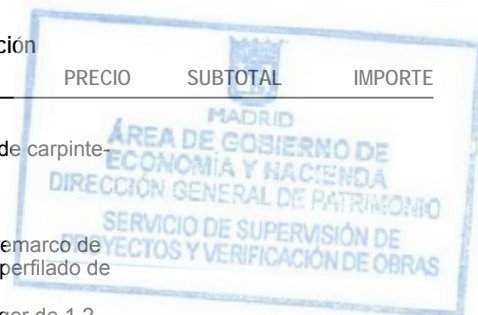 ción
PRECIO SUBTOTAL IMPORTE
MADRID
de carpinte-
ÁREA DE GOBIERNO DE
ECONOMÍA Y HACIENDA
DIRECCIÓN GENERAL DE PATRIMONIO
SERVICIO DE SUPERVISIÓN DE
PROYECTOS Y VERIFICACIÓN DE OBRAS
emarco de
perfilado de